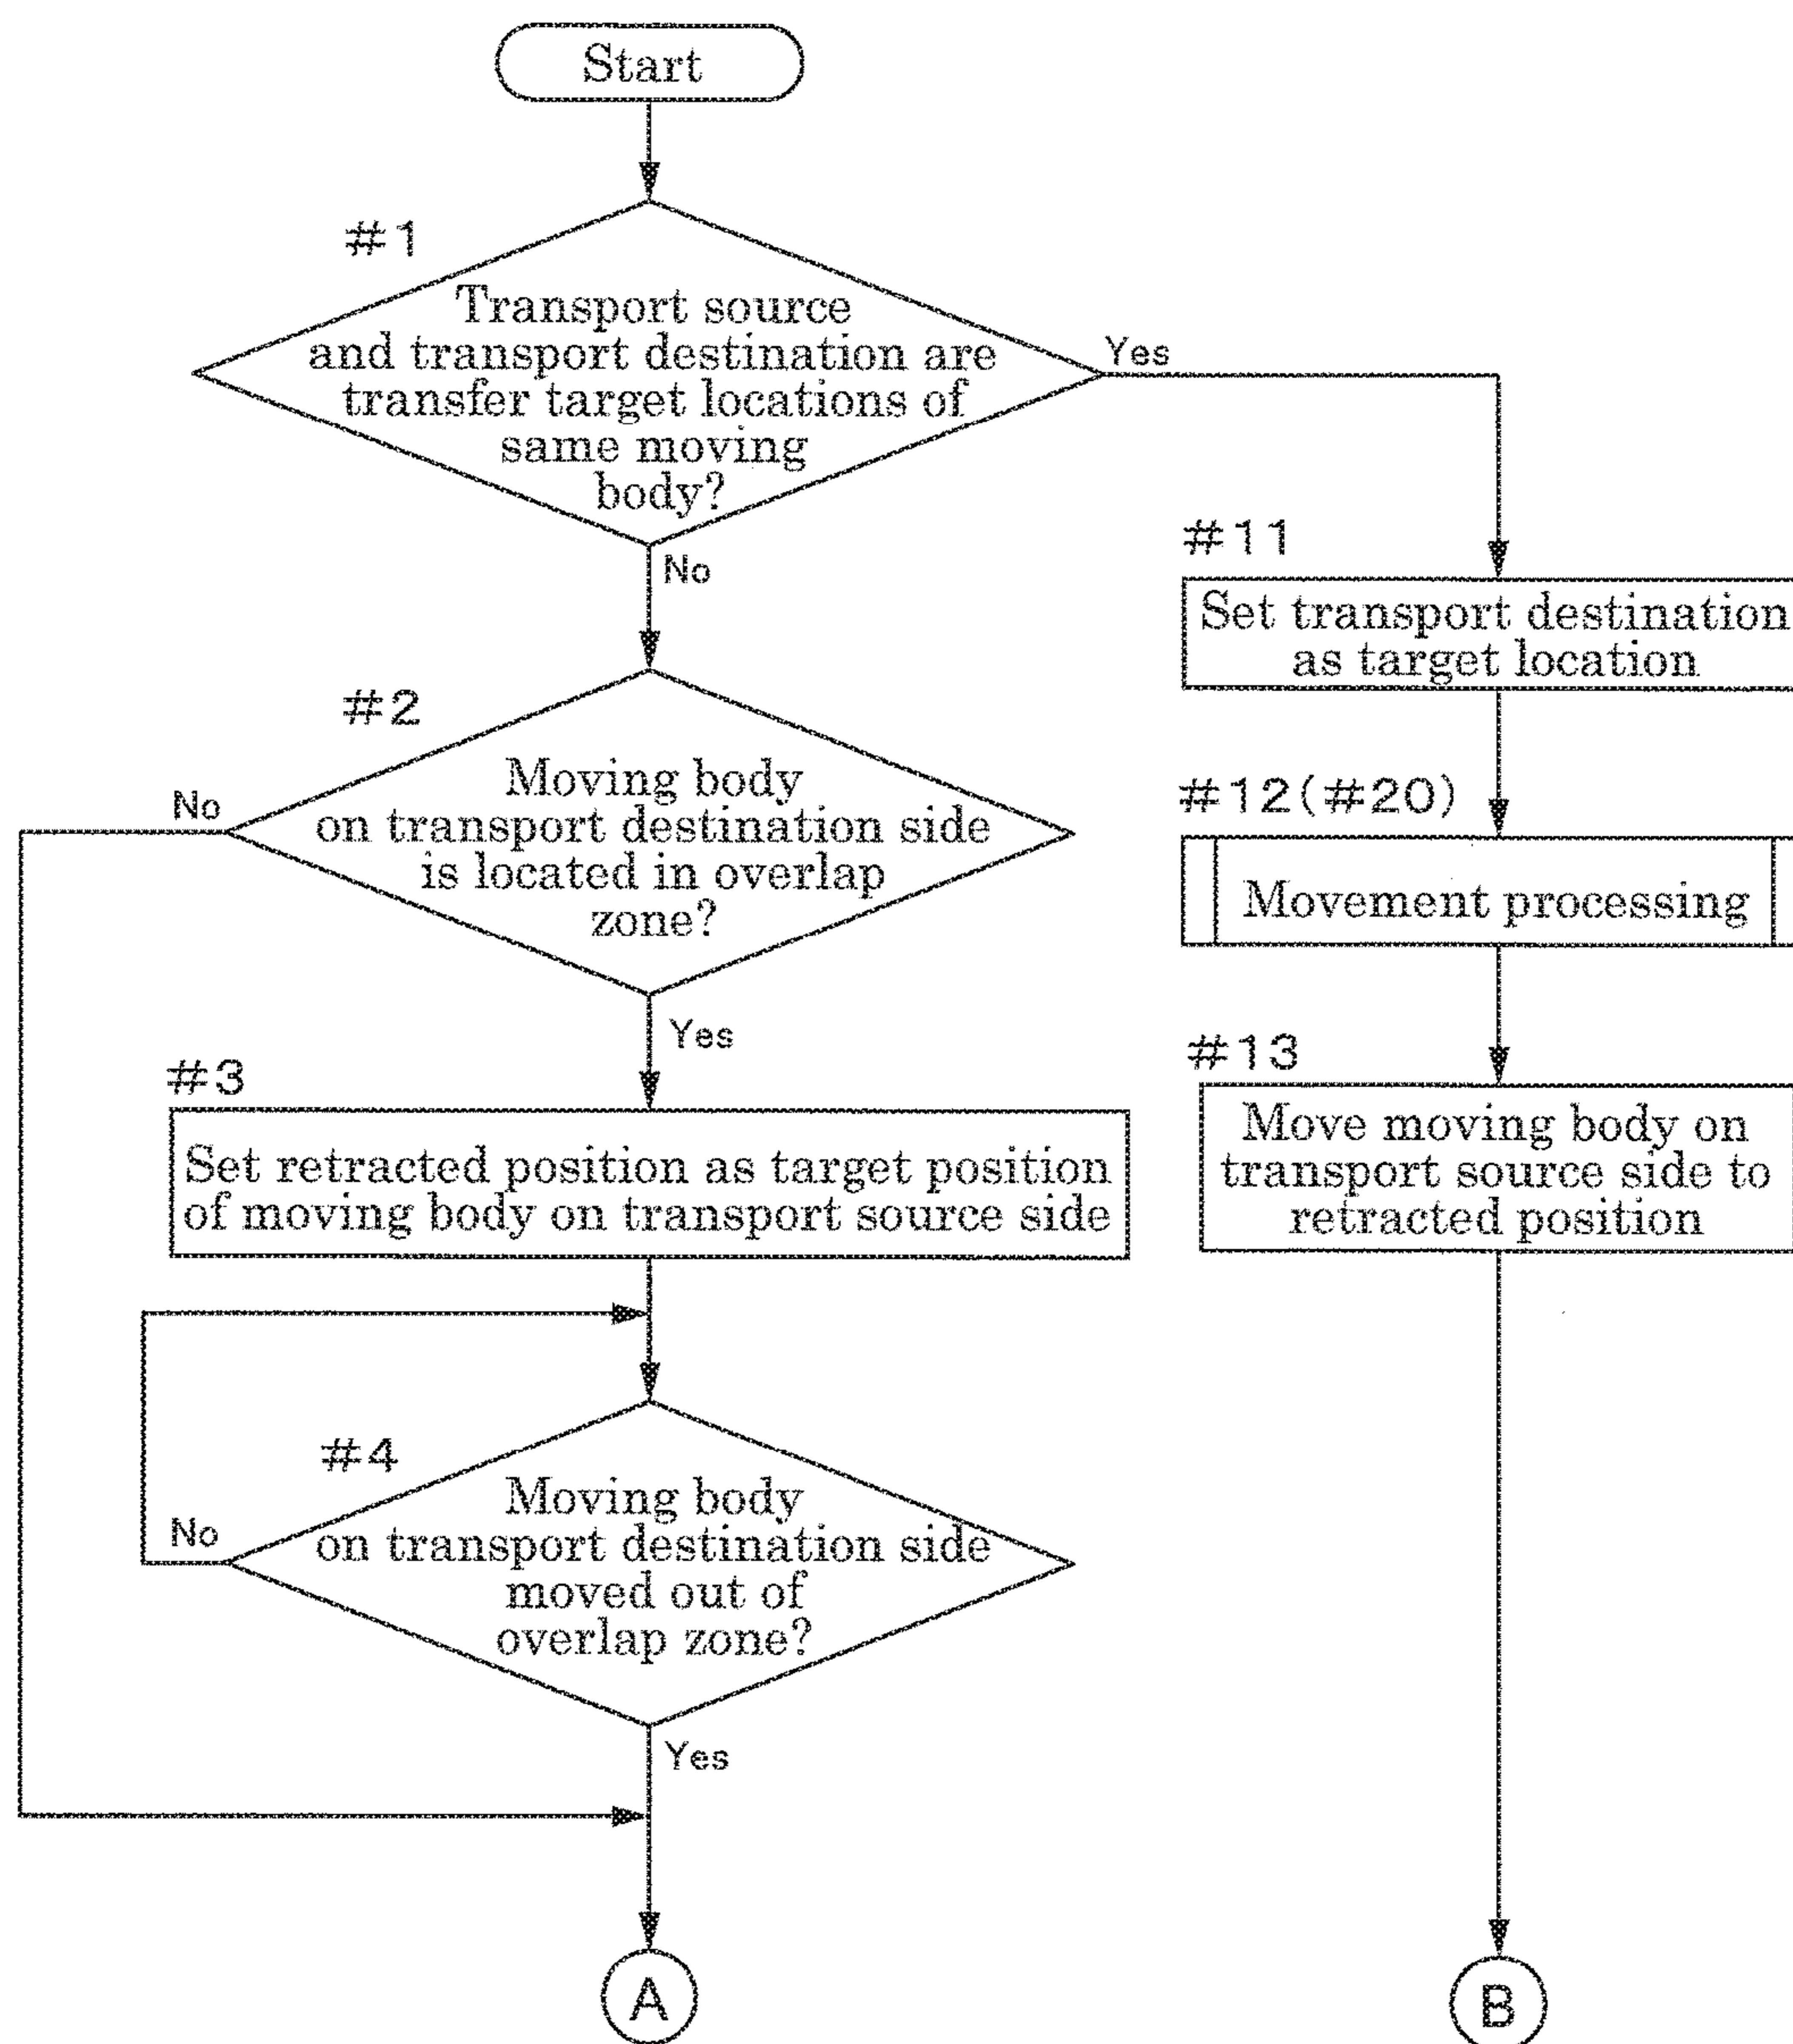 Start
#1
Transport source
and transport destination are
transfer target locations of
same moving
body?
Yes
No
#11
Set transport destination
as target location
#2
Moving body
on transport destination side
is located in overlap
zone?
No
Yes
#12(#20)
Movement processing
#3
Set retracted position as target position
of moving body on transport source side
#13
Move moving body on
transport source side to
retracted position
#4
Moving body
on transport destination side
moved out of
overlap zone?
No
Yes
A
B